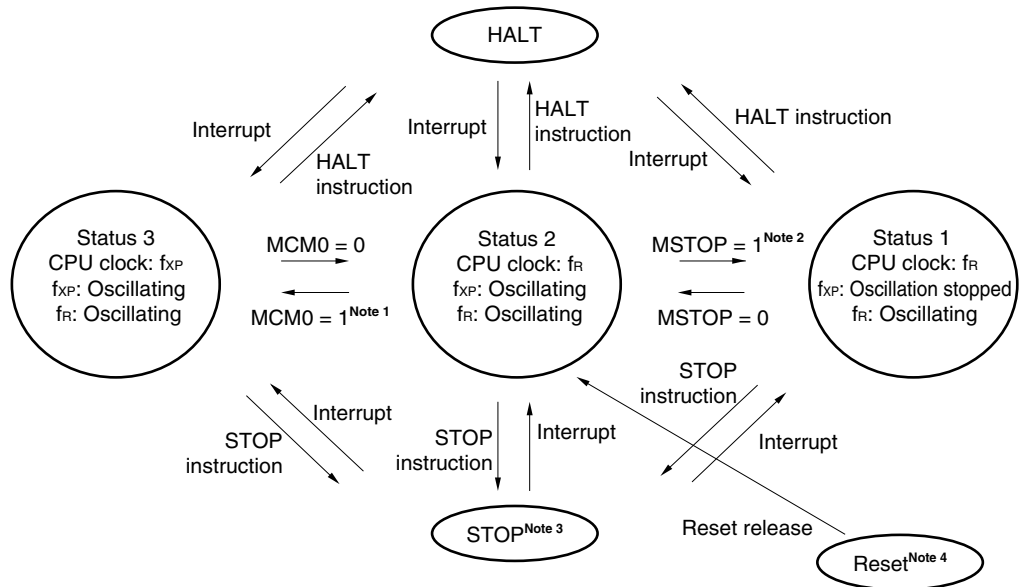 HALT
Interrupt
HALT
instruction
Interrupt
HALT
instruction
HALT instruction
Interrupt
Status 3
CPU clock: fXP
fXP: Oscillating
fR: Oscillating
MCM0 = 0
MCM0 = 1Note 1
Status 2
CPU clock: fR
fXP: Oscillating
fR: Oscillating
MSTOP = 1Note 2
MSTOP = 0
Status 1
CPU clock: fR
fXP: Oscillation stopped
fR: Oscillating
STOP
instruction
Interrupt
STOP
instruction
Interrupt
STOP
instruction
Interrupt
STOPNote 3
Reset release
ResetNote 4